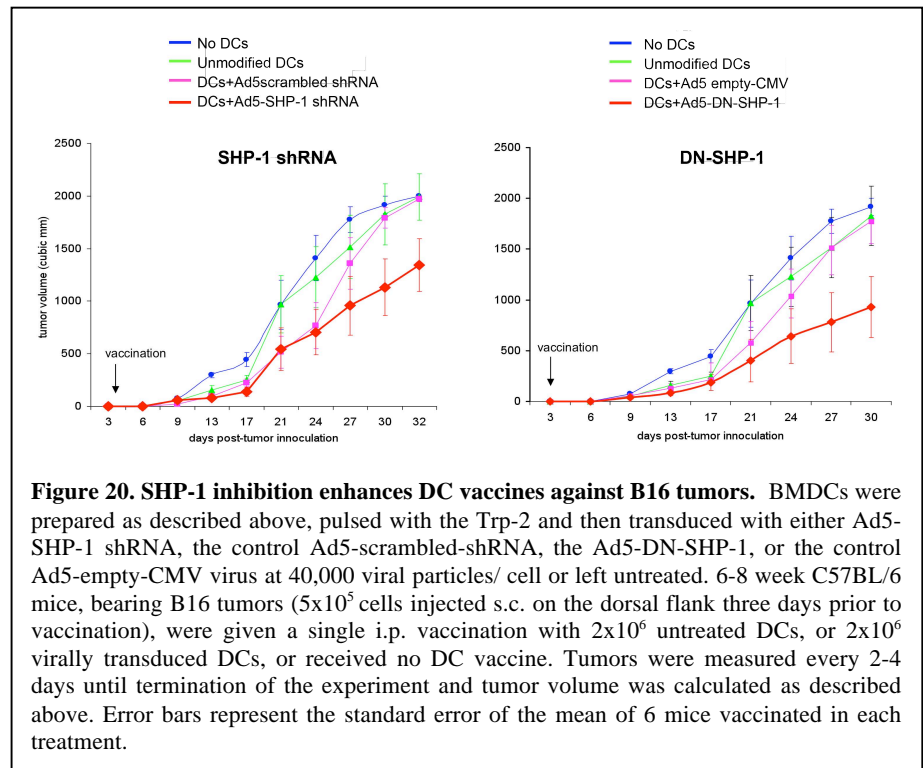 No DCs
Unmodified DCs
DCs+Ad5scrambled shRNA
DCs+Ad5-SHP-1 shRNA
No DCs
Unmodified DCs
DCs+Ad5 empty-CMV
DCs+Ad5-DN-SHP-1
SHP-1 shRNA
tumor volume (cubic mm)
2500
2000
1500
1000
500
0
vaccination
3 6 9 13 17 21 24 27 30 32
days post-tumor innoculation
DN-SHP-1
2500
2000
1500
1000
500
0
vaccination
3 6 9 13 17 21 24 27 30
days post-tumor innoculation
Figure 20. SHP-1 inhibition enhances DC vaccines against B16 tumors. BMDCs were
prepared as described above, pulsed with the Trp-2 and then transduced with either Ad5-
SHP-1 shRNA, the control Ad5-scrambled-shRNA, the Ad5-DN-SHP-1, or the control
Ad5-empty-CMV virus at 40,000 viral particles/ cell or left untreated. 6-8 week C57BL/6
mice, bearing B16 tumors (5x10⁵ cells injected s.c. on the dorsal flank three days prior to
vaccination), were given a single i.p. vaccination with 2x10⁶ untreated DCs, or 2x10⁶
virally transduced DCs, or received no DC vaccine. Tumors were measured every 2-4
days until termination of the experiment and tumor volume was calculated as described
above. Error bars represent the standard error of the mean of 6 mice vaccinated in each
treatment.